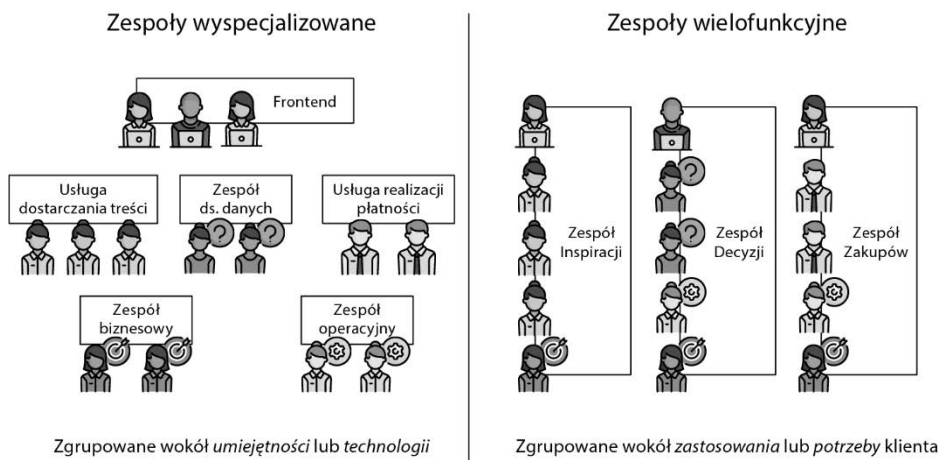 Zespoły wyspecjalizowane
Zespoły wielofunkcyjne
Frontend
Usługa
dostarczania treści
Zespół
ds. danych
Usługa realizacji
płatności
Zespół
biznesowy
Zespół
operacyjny
Zespół
Inspiracji
Zespół
Decyzji
Zespół
Zakupów
Zgrupowane wokół umiejętności lub technologii
Zgrupowane wokół zastosowania lub potrzeby klienta